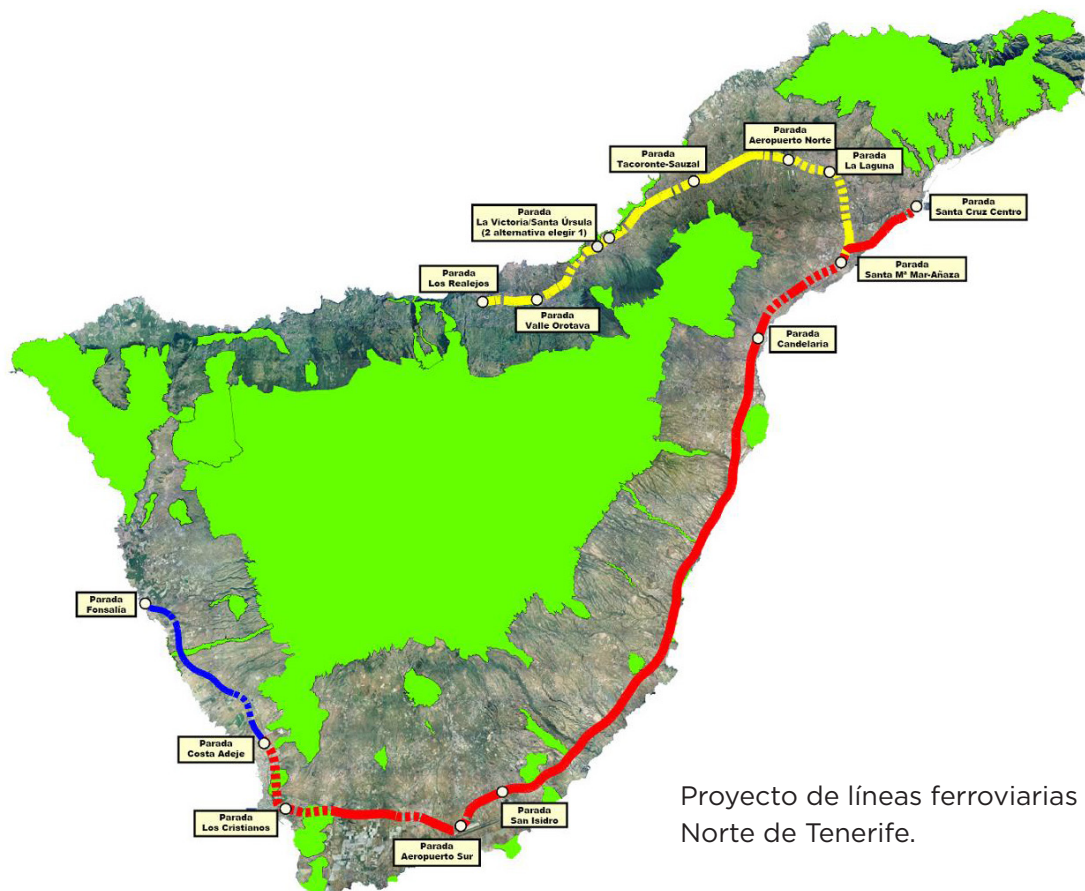 Parada
Aeropuerto Norte
Parada
La Laguna
Parada
Tacoronte-Sauzal
Parada
Santa Cruz Centro
Parada
La Victoria/Santa Úrsula
(2 alternativa elegir 1)
Parada
Santa Mª Mar-Añaza
Parada
Los Realejos
Parada
Valle Orotava
Parada
Candelaria
Parada
Fonsalía
Parada
Costa Adeje
Parada
Los Cristianos
Parada
San Isidro
Parada
Aeropuerto Sur
Proyecto de líneas ferroviarias
Norte de Tenerife.